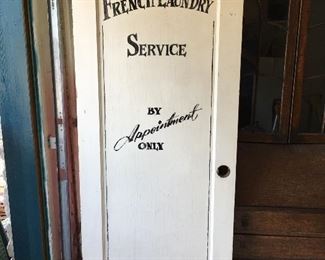 FRENCH LAUNDRY
SERVICE
BY
Appointment
ONLY